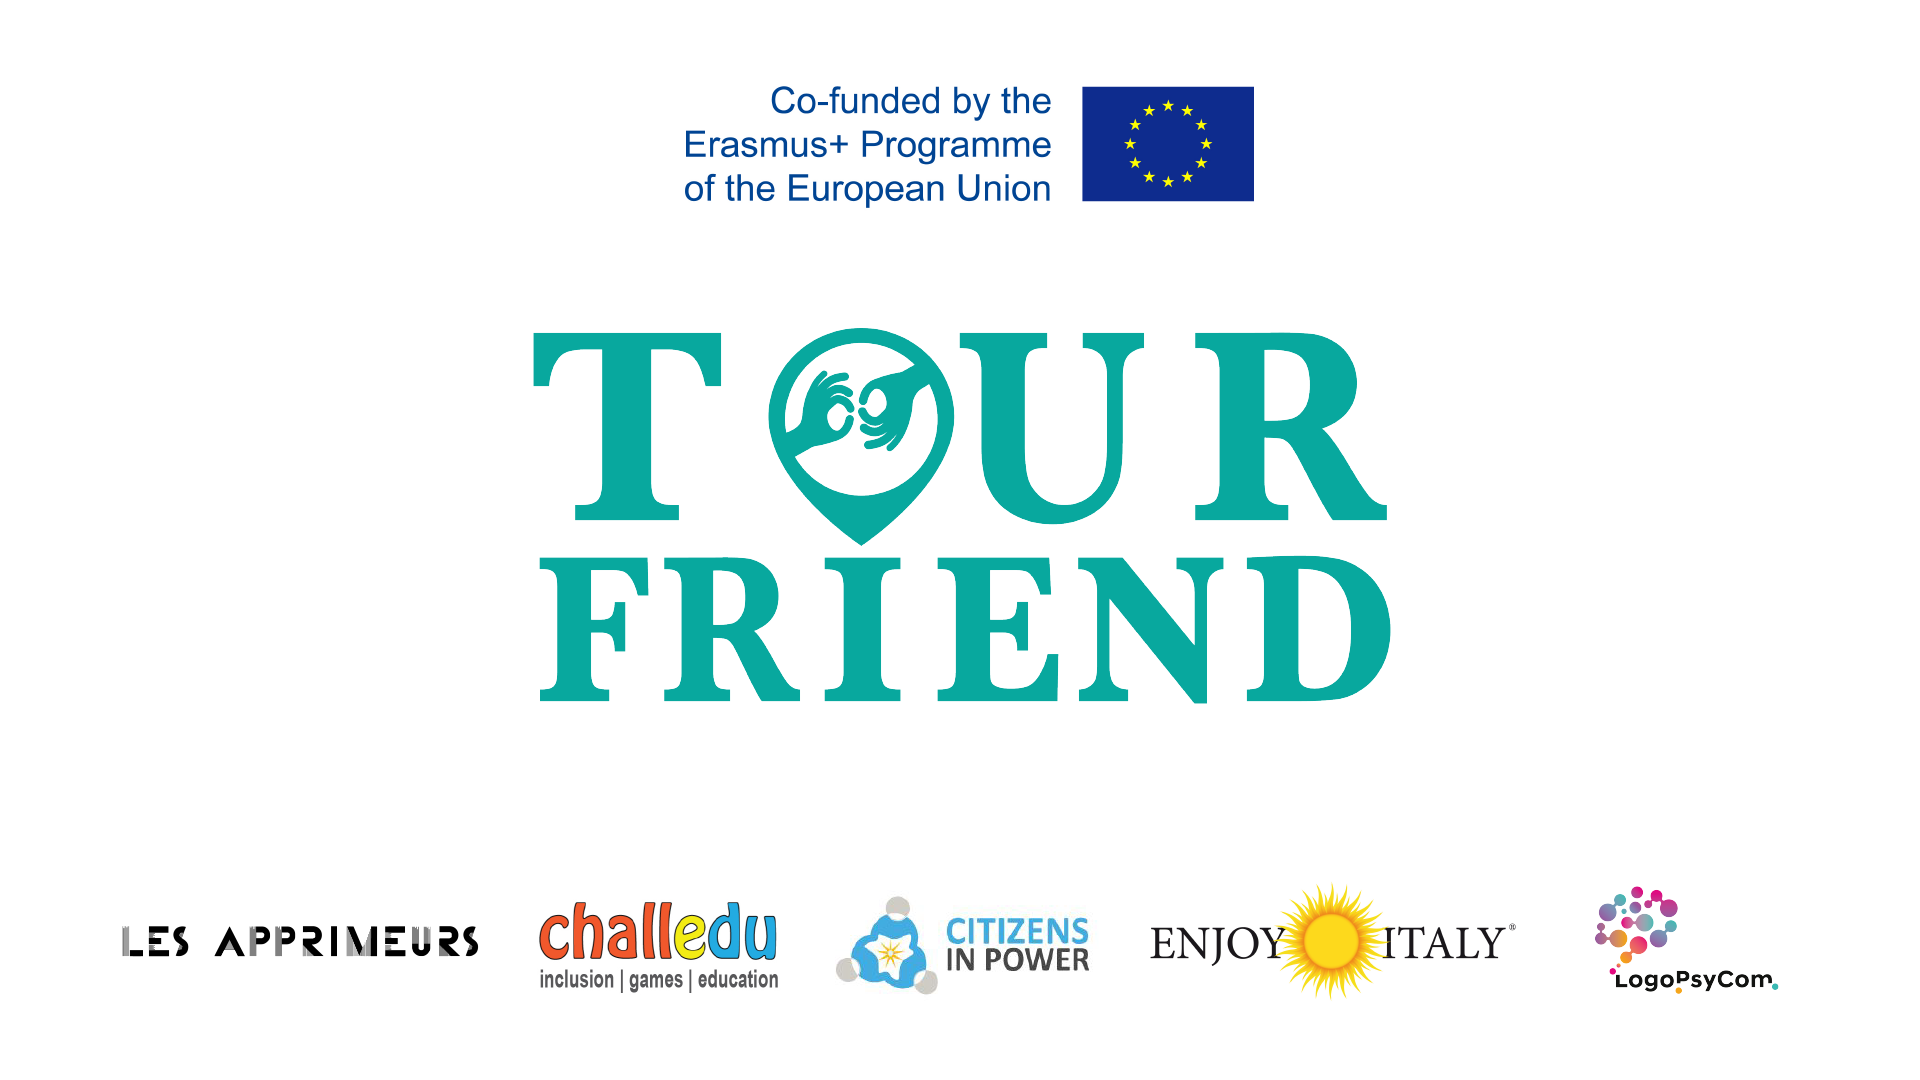 Co-funded by the
Erasmus+ Programme
of the European Union
TOUR
FRIEND
LES APPRIMEURS
challedu
inclusion | games | education
CITIZENS
IN POWER
ENJOY ITALY®
LogoPsyCom